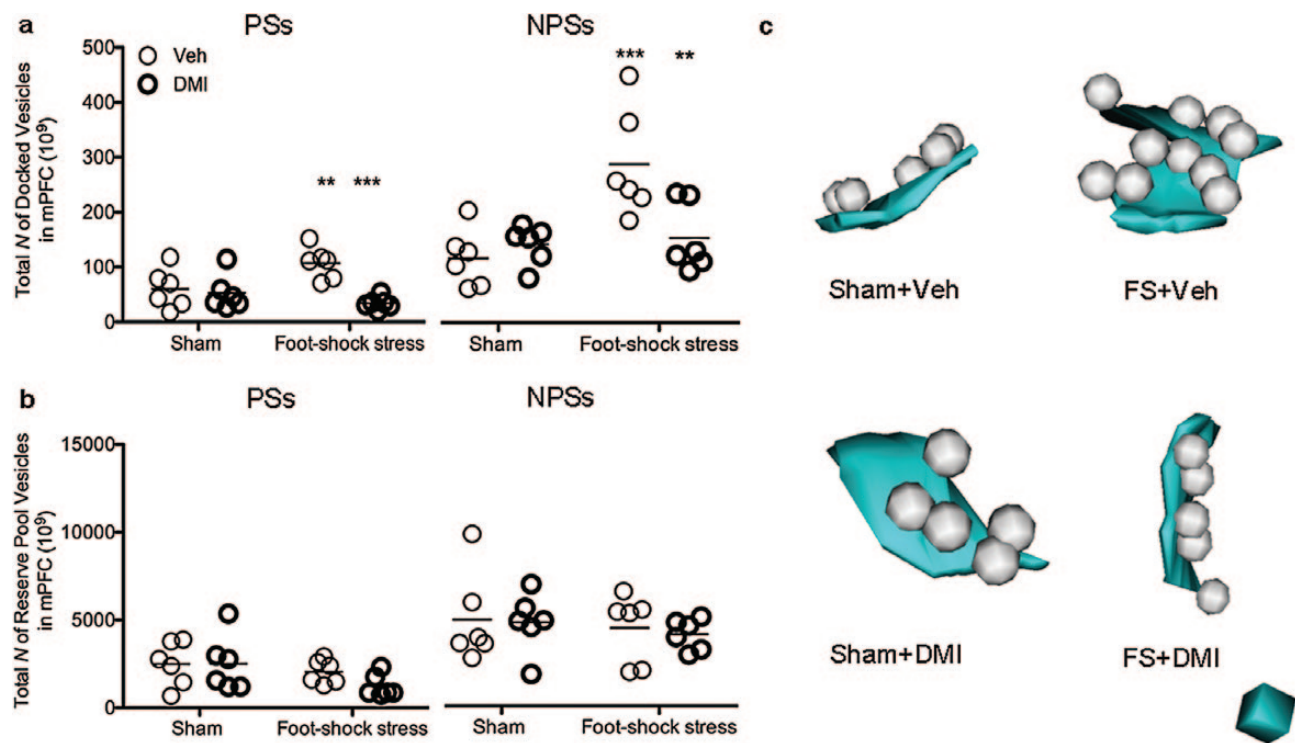 a
PSs
NPSs
c
Veh
DMI
Total N of Docked Vesicles
in mPFC (10⁹)
500
400
300
200
100
0
**
***
***
**
Sham
Foot-shock stress
Sham
Foot-shock stress
Sham+Veh
FS+Veh
b
PSs
NPSs
Total N of Reserve Pool Vesicles
in mPFC (10⁹)
15000
10000
5000
0
Sham
Foot-shock stress
Sham
Foot-shock stress
Sham+DMI
FS+DMI